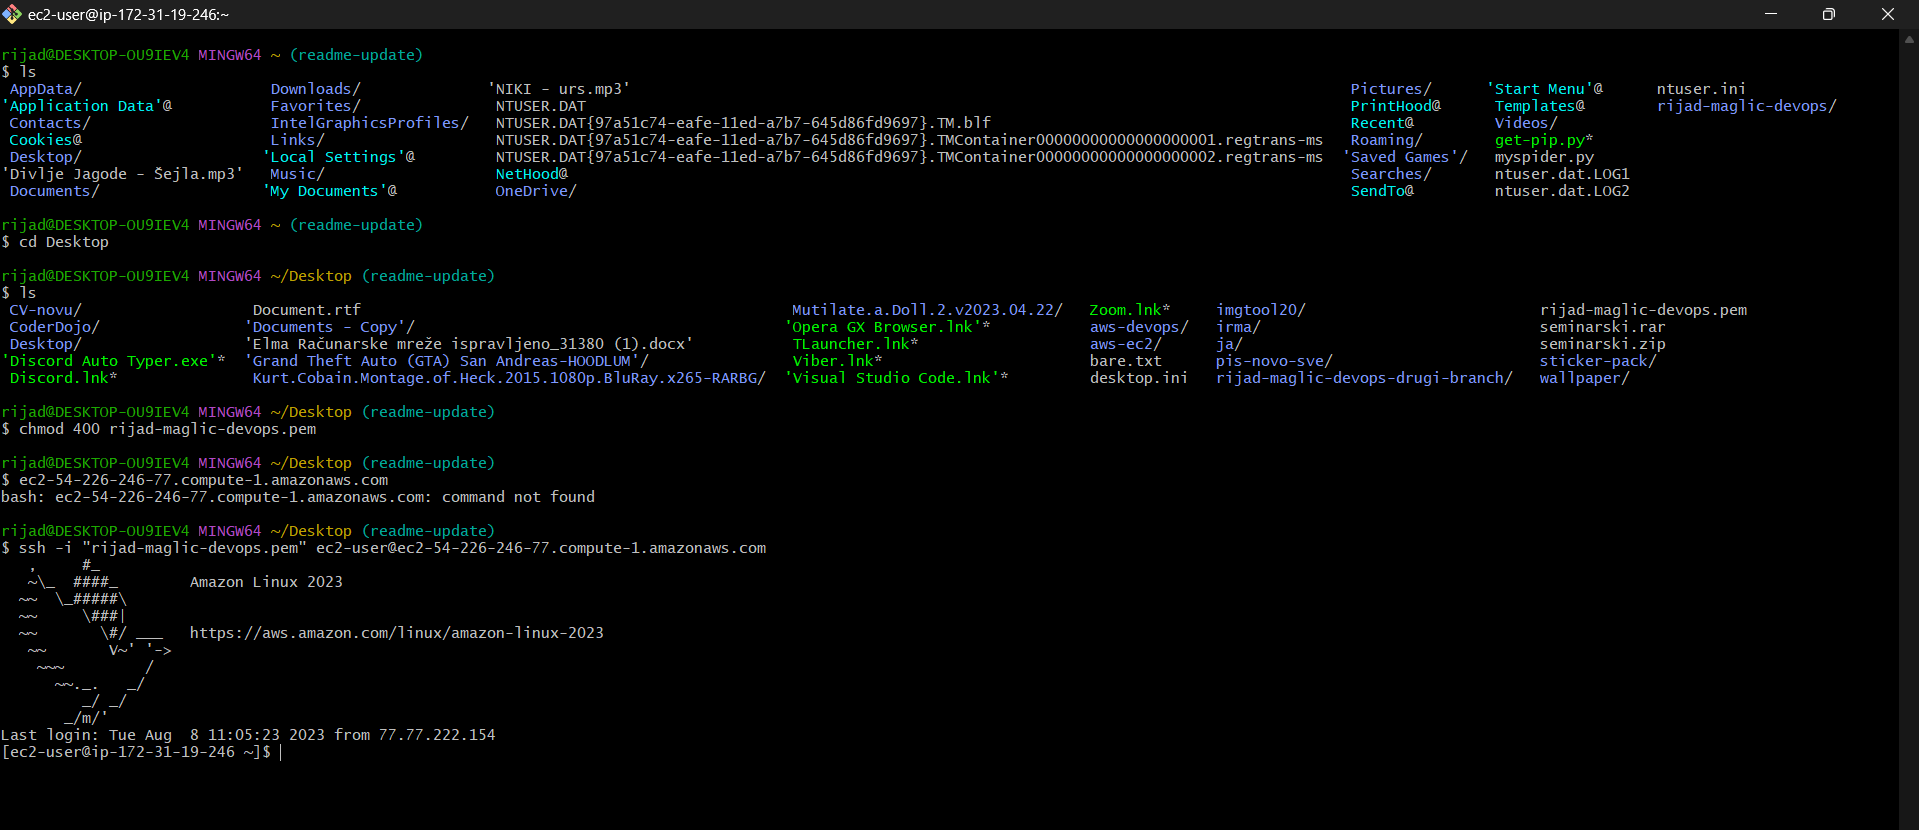 ec2-user@ip-172-31-19-246:~
rijad@DESKTOP-OU9IEV4 MINGW64 ~ (readme-update)
$ ls
AppData/ Downloads/ 'NIKI - urs.mp3' Pictures/ 'Start Menu'@ ntuser.ini
'Application Data'@ Favorites/ NTUSER.DAT PrintHood@ Templates@ rijad-maglic-devops/
Contacts/ IntelGraphicsProfiles/ NTUSER.DAT{97a51c74-eafe-11ed-a7b7-645d86fd9697}.TM.blf Recent@ Videos/
Cookies@ Links/ NTUSER.DAT{97a51c74-eafe-11ed-a7b7-645d86fd9697}.TMContainer00000000000000000001.regtrans-ms Roaming/ get-pip.py*
Desktop/ 'Local Settings'@ NTUSER.DAT{97a51c74-eafe-11ed-a7b7-645d86fd9697}.TMContainer00000000000000000002.regtrans-ms 'Saved Games'/ myspider.py
'Divlje Jagode - Šejla.mp3' Music/ NetHood@ Searches/ ntuser.dat.LOG1
Documents/ 'My Documents'@ OneDrive/ SendTo@ ntuser.dat.LOG2
rijad@DESKTOP-OU9IEV4 MINGW64 ~ (readme-update)
$ cd Desktop
rijad@DESKTOP-OU9IEV4 MINGW64 ~/Desktop (readme-update)
$ ls
CV-novu/ Document.rtf Mutilate.a.Doll.2.v2023.04.22/ Zoom.lnk* imgtool20/ rijad-maglic-devops.pem
CoderDojo/ 'Documents - Copy'/ 'Opera GX Browser.lnk'* aws-devops/ irma/ seminarski.rar
Desktop/ 'Elma Računarske mreže ispravljeno_31380 (1).docx' TLauncher.lnk* aws-ec2/ ja/ seminarski.zip
'Discord Auto Typer.exe'* 'Grand Theft Auto (GTA) San Andreas-HOODLUM'/ Viber.lnk* bare.txt pis-novo-sve/ sticker-pack/
Discord.lnk* Kurt.Cobain.Montage.of.Heck.2015.1080p.BluRay.x265-RARBG/ 'Visual Studio Code.lnk'* desktop.ini rijad-maglic-devops-drugi-branch/ wallpaper/
rijad@DESKTOP-OU9IEV4 MINGW64 ~/Desktop (readme-update)
$ chmod 400 rijad-maglic-devops.pem
rijad@DESKTOP-OU9IEV4 MINGW64 ~/Desktop (readme-update)
$ ec2-54-226-246-77.compute-1.amazonaws.com
bash: ec2-54-226-246-77.compute-1.amazonaws.com: command not found
rijad@DESKTOP-OU9IEV4 MINGW64 ~/Desktop (readme-update)
$ ssh -i "rijad-maglic-devops.pem" ec2-user@ec2-54-226-246-77.compute-1.amazonaws.com
   ,     #_
   ~\_  ####_        Amazon Linux 2023
  ~~  \_#####\
  ~~     \###|
  ~~       \#/ ___   https://aws.amazon.com/linux/amazon-linux-2023
   ~~       V~' '->
    ~~~         /
      ~~._.   _/
         _/ _/
       _/m/'
Last login: Tue Aug  8 11:05:23 2023 from 77.77.222.154
[ec2-user@ip-172-31-19-246 ~]$